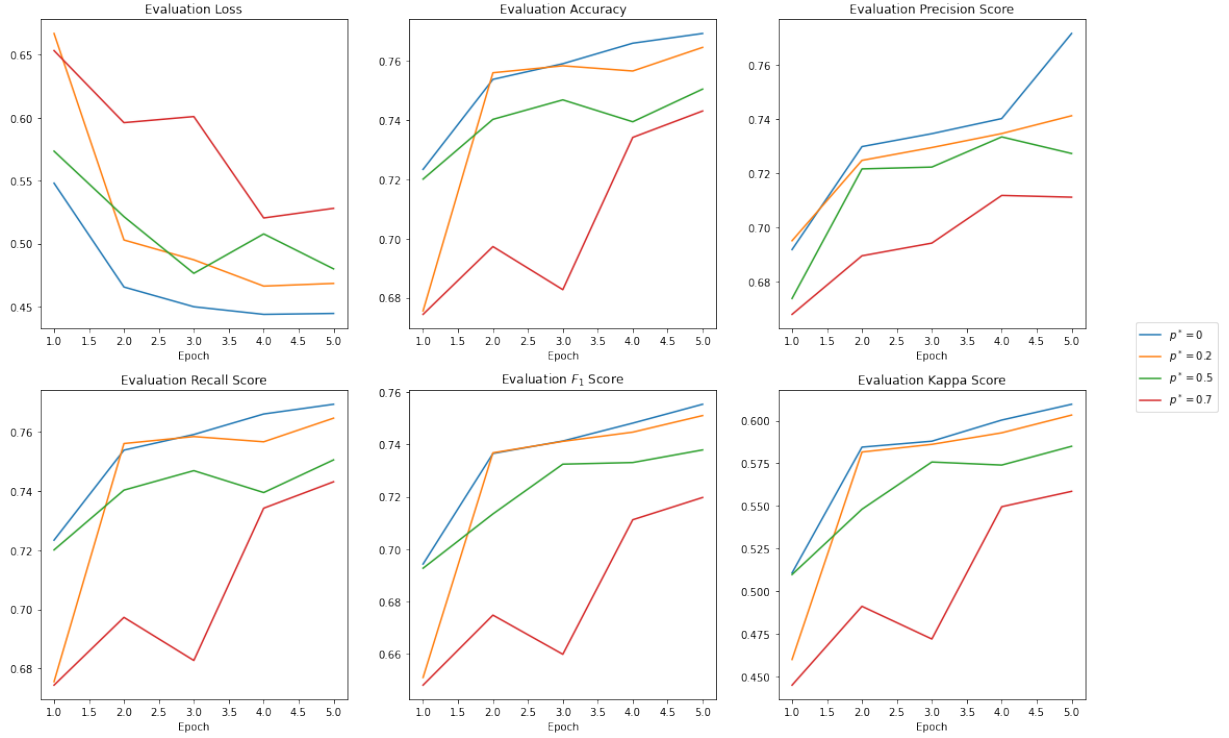 Evaluation Loss
0.65
0.60
0.55
0.50
0.45
1.0 1.5 2.0 2.5 3.0 3.5 4.0 4.5 5.0
Epoch
Evaluation Accuracy
0.76
0.74
0.72
0.70
0.68
1.0 1.5 2.0 2.5 3.0 3.5 4.0 4.5 5.0
Epoch
Evaluation Precision Score
0.76
0.74
0.72
0.70
0.68
1.0 1.5 2.0 2.5 3.0 3.5 4.0 4.5 5.0
Epoch
p* = 0
p* = 0.2
p* = 0.5
p* = 0.7
Evaluation Recall Score
0.76
0.74
0.72
0.70
0.68
1.0 1.5 2.0 2.5 3.0 3.5 4.0 4.5 5.0
Epoch
Evaluation F₁ Score
0.76
0.74
0.72
0.70
0.68
0.66
1.0 1.5 2.0 2.5 3.0 3.5 4.0 4.5 5.0
Epoch
Evaluation Kappa Score
0.600
0.575
0.550
0.525
0.500
0.475
0.450
1.0 1.5 2.0 2.5 3.0 3.5 4.0 4.5 5.0
Epoch